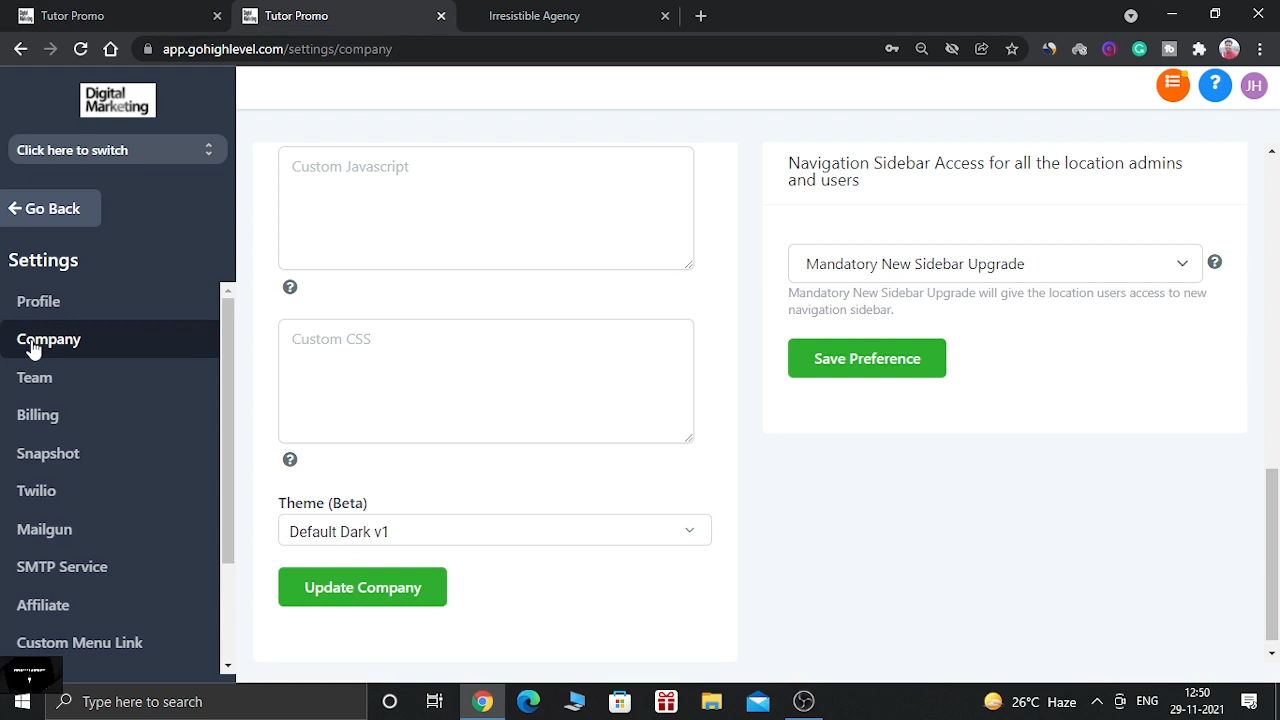 Tutor Promo
Tutor Promo
Irresistible Agency
app.gohighlevel.com/settings/company
Digital
Marketing
Click here to switch
Go Back
Settings
Profile
Company
Team
Billing
Snapshot
Twilio
Mailgun
SMTP Service
Affiliate
Custom Menu Link
JH
Custom Javascript
Custom CSS
Theme (Beta)
Default Dark v1
Update Company
Navigation Sidebar Access for all the location admins
and users
Mandatory New Sidebar Upgrade
Mandatory New Sidebar Upgrade will give the location users access to new
navigation sidebar.
Save Preference
Type here to search
26°C Haze
ENG
12:50
29-11-2021